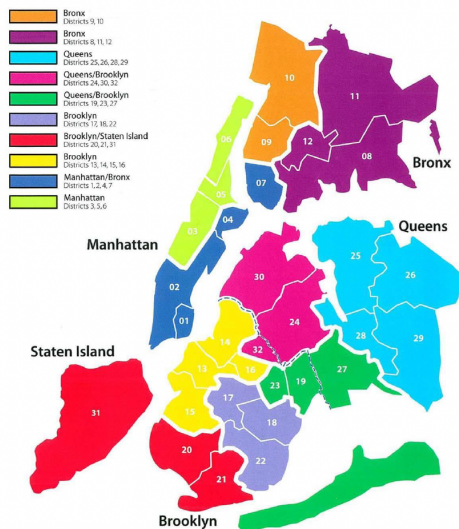 Bronx
Districts 9, 10
Bronx
Districts 8, 11, 12
Queens
Districts 25, 26, 28, 29
Queens/Brooklyn
Districts 24, 30, 32
Queens/Brooklyn
Districts 19, 23, 27
Brooklyn
Districts 17, 18, 22
Brooklyn/Staten Island
Districts 20, 21, 31
Brooklyn
Districts 13, 14, 15, 16
Manhattan/Bronx
Districts 1, 2, 4, 7
Manhattan
Districts 3, 5, 6
10
11
06
09
12
08
Bronx
07
05
04
03
Manhattan
Queens
25
26
30
02
24
01
28
29
14
32
Staten Island
13
16
27
23
19
17
31
15
18
20
22
21
Brooklyn